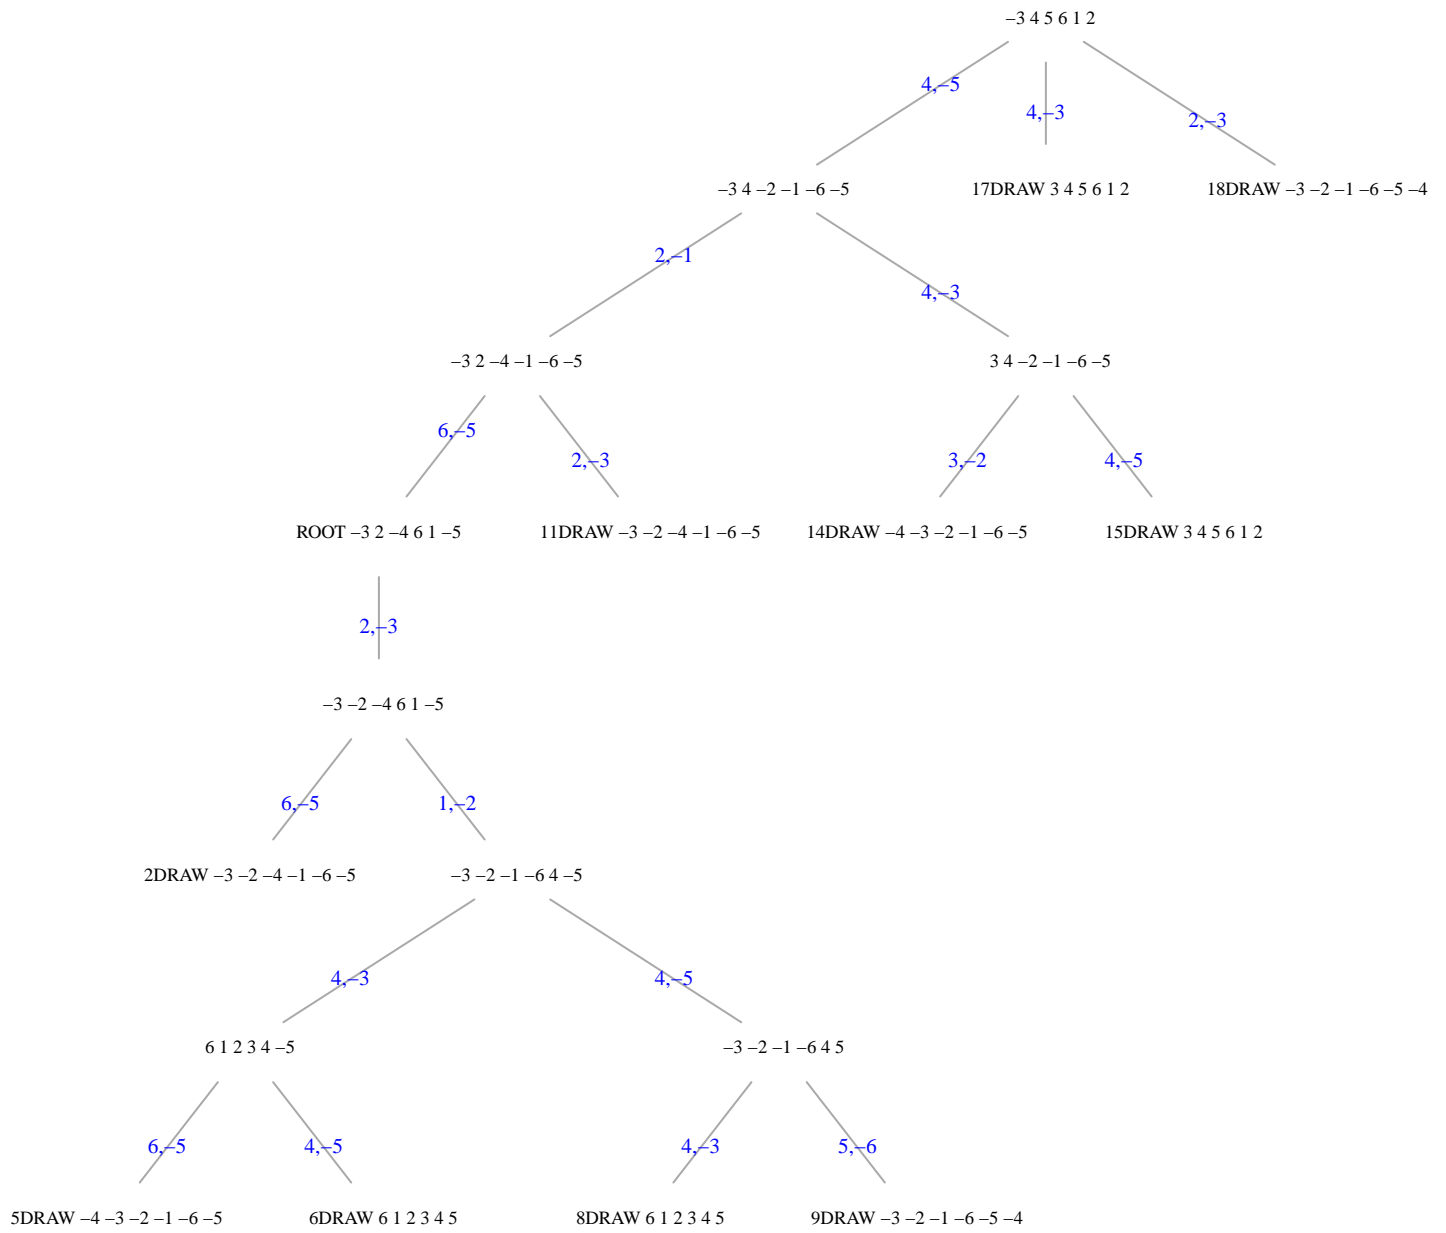 –3 4 5 6 1 2
4,–5
4,–3
2,–3
–3 4 –2 –1 –6 –5
17DRAW 3 4 5 6 1 2
18DRAW –3 –2 –1 –6 –5 –4
2,–1
4,–3
–3 2 –4 –1 –6 –5
3 4 –2 –1 –6 –5
6,–5
2,–3
3,–2
4,–5
ROOT –3 2 –4 6 1 –5
11DRAW –3 –2 –4 –1 –6 –5
14DRAW –4 –3 –2 –1 –6 –5
15DRAW 3 4 5 6 1 2
2,–3
–3 –2 –4 6 1 –5
6,–5
1,–2
2DRAW –3 –2 –4 –1 –6 –5
–3 –2 –1 –6 4 –5
4,–3
4,–5
6 1 2 3 4 –5
–3 –2 –1 –6 4 5
6,–5
4,–5
4,–3
5,–6
5DRAW –4 –3 –2 –1 –6 –5
6DRAW 6 1 2 3 4 5
8DRAW 6 1 2 3 4 5
9DRAW –3 –2 –1 –6 –5 –4